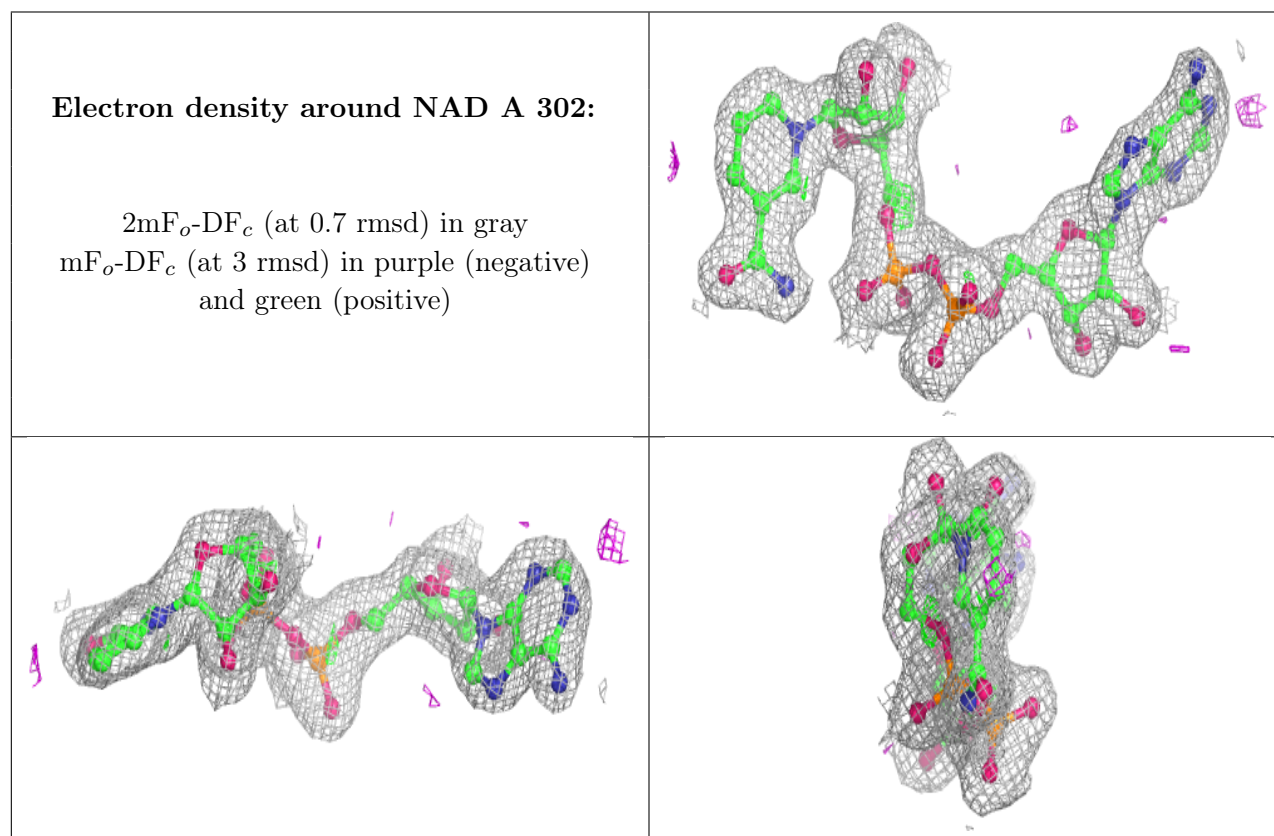 Electron density around NAD A 302:
2mFo-DFc (at 0.7 rmsd) in gray
mFo-DFc (at 3 rmsd) in purple (negative)
and green (positive)